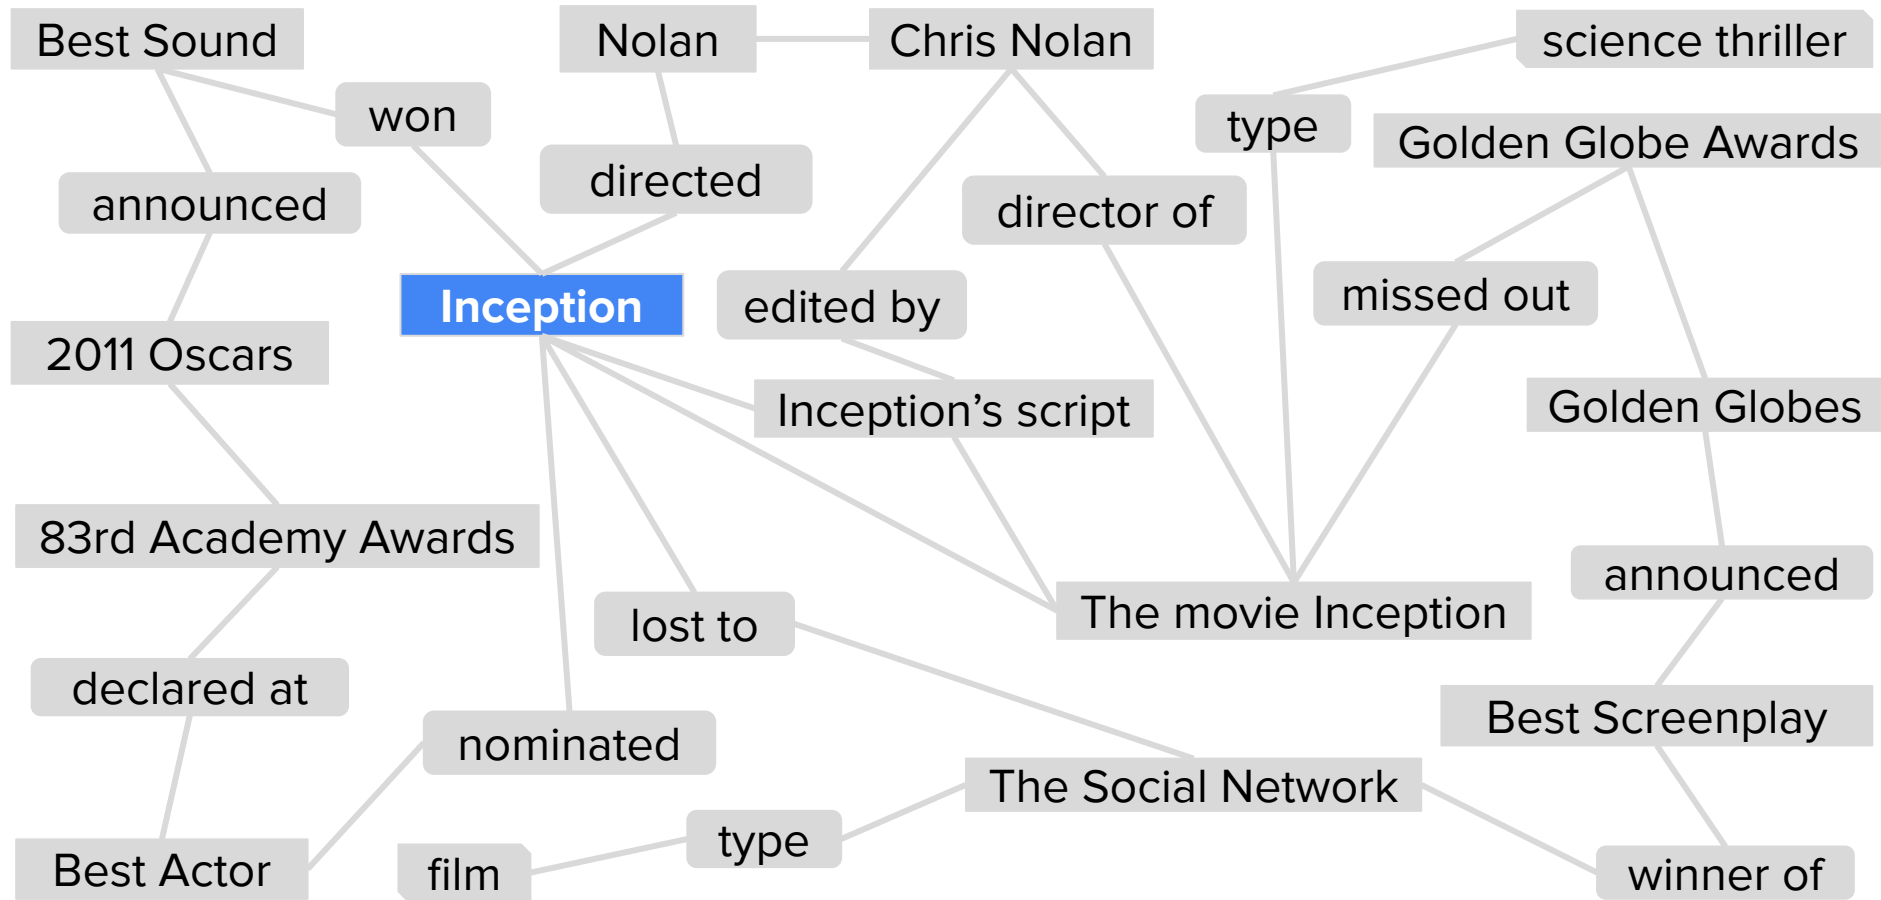 Best Sound
Nolan
Chris Nolan
science thriller
won
type
Golden Globe Awards
announced
directed
director of
Inception
edited by
missed out
2011 Oscars
Inception’s script
Golden Globes
83rd Academy Awards
announced
lost to
The movie Inception
declared at
nominated
Best Screenplay
The Social Network
type
Best Actor
film
winner of